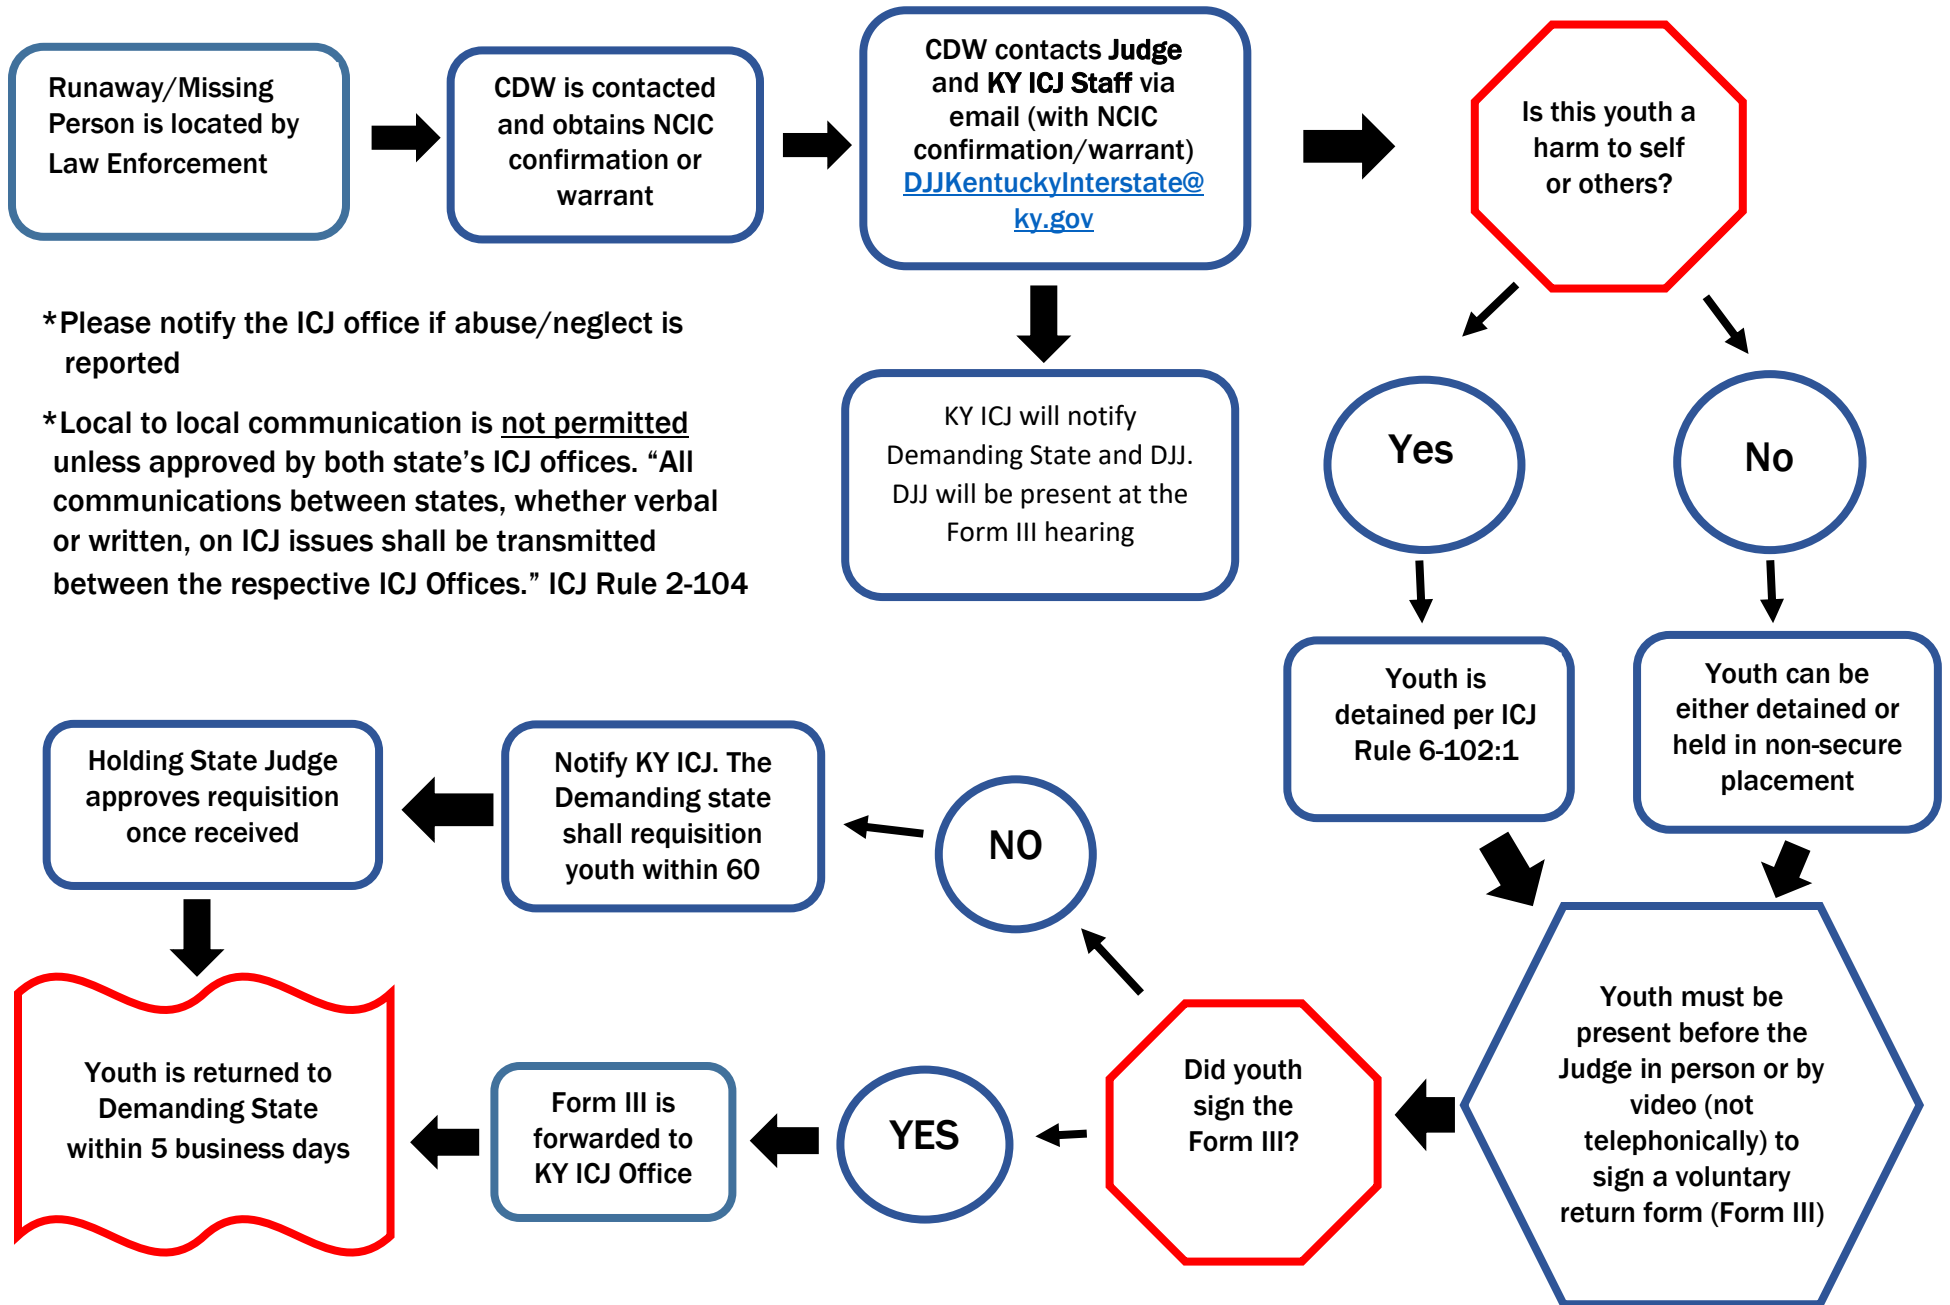 Runaway/Missing
Person is located by
Law Enforcement
CDW is contacted
and obtains NCIC
confirmation or
warrant
CDW contacts Judge
and KY ICJ Staff via
email (with NCIC
confirmation/warrant)
DJJKentuckyInterstate@
ky.gov
Is this youth a
harm to self
or others?
*Please notify the ICJ office if abuse/neglect is
reported
*Local to local communication is not permitted
unless approved by both state’s ICJ offices. “All
communications between states, whether verbal
or written, on ICJ issues shall be transmitted
between the respective ICJ Offices.” ICJ Rule 2-104
KY ICJ will notify
Demanding State and DJJ.
DJJ will be present at the
Form III hearing
Yes
No
Youth is
detained per ICJ
Rule 6-102:1
Youth can be
either detained or
held in non-secure
placement
Youth must be
present before the
Judge in person or by
video (not
telephonically) to
sign a voluntary
return form (Form III)
Did youth
sign the
Form III?
NO
Notify KY ICJ. The
Demanding state
shall requisition
youth within 60
Holding State Judge
approves requisition
once received
YES
Form III is
forwarded to
KY ICJ Office
Youth is returned to
Demanding State
within 5 business days